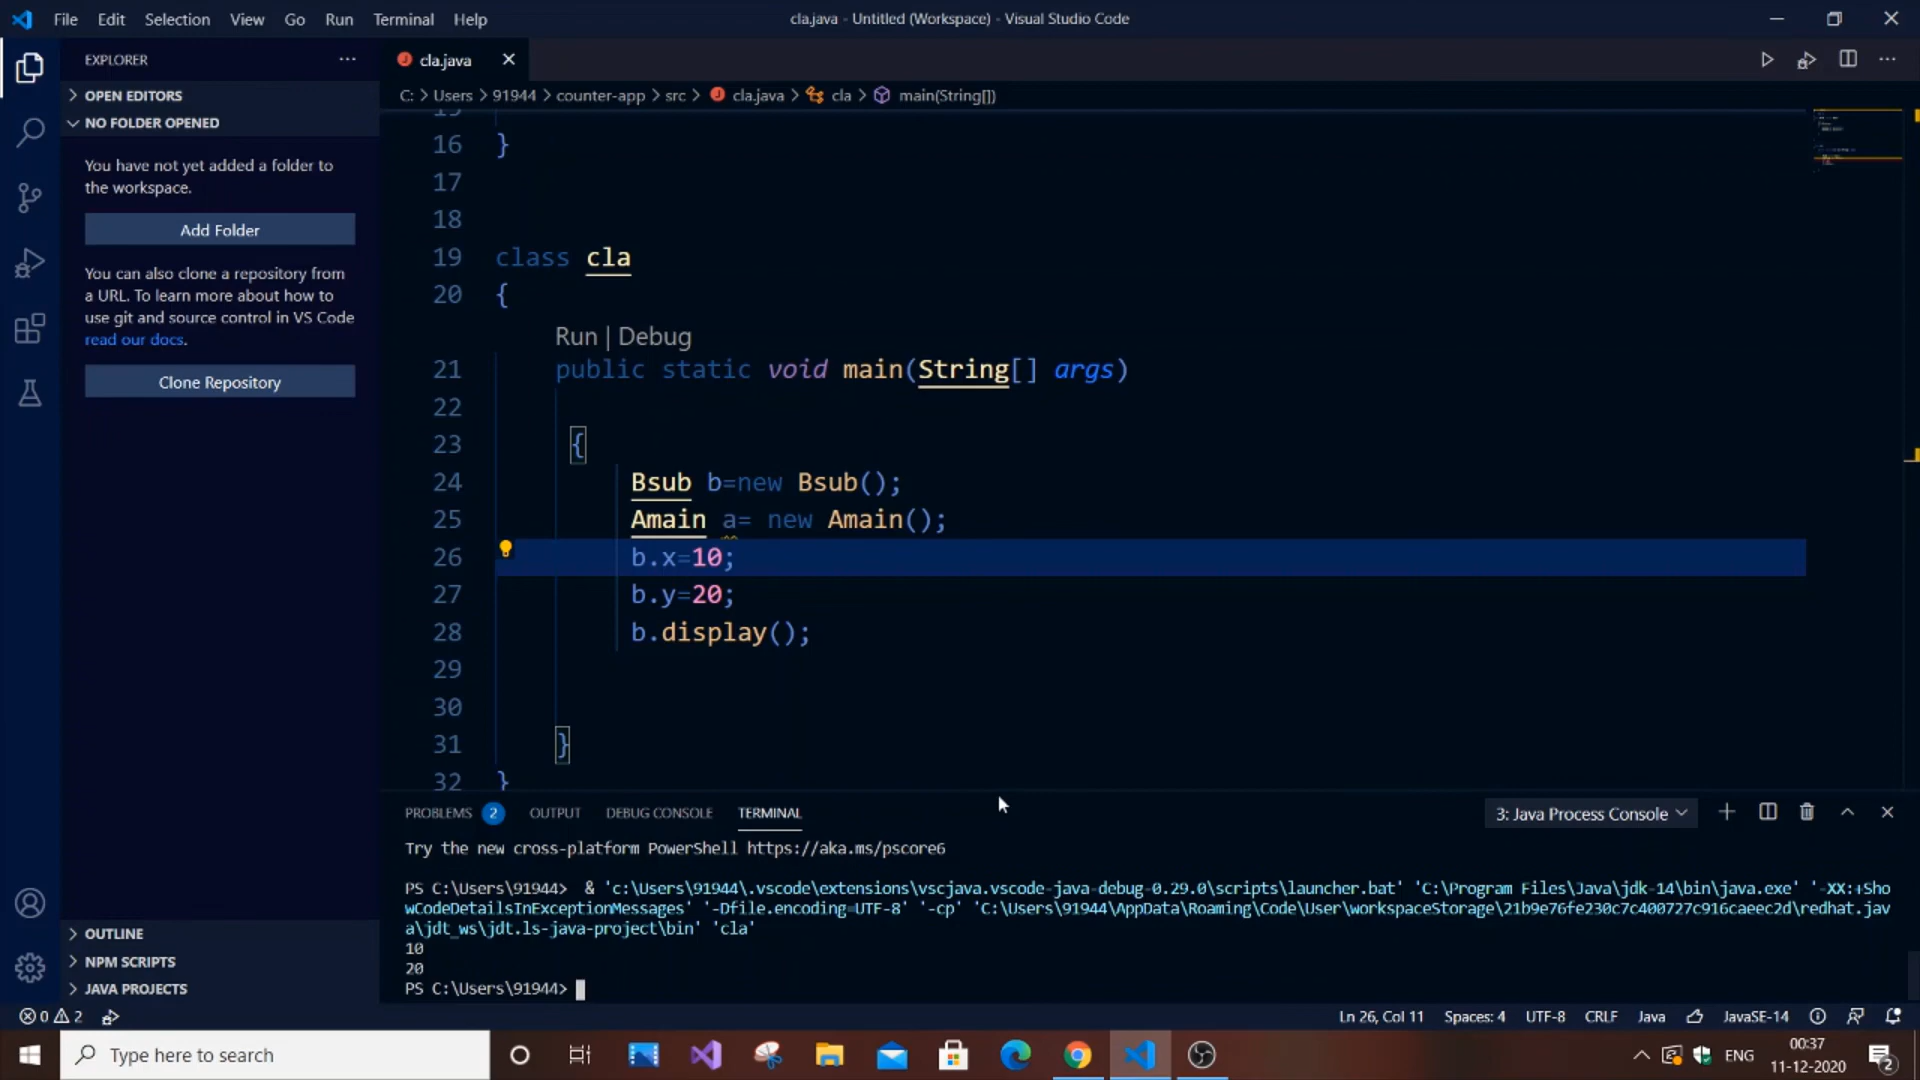 File Edit Selection View Go Run Terminal Help
cla.java - Untitled (Workspace) - Visual Studio Code
EXPLORER
cla.java
OPEN EDITORS
C: > Users > 91944 > counter-app > src > cla.java > cla > main(String[])
NO FOLDER OPENED
You have not yet added a folder to
the workspace.
Add Folder
You can also clone a repository from
a URL. To learn more about how to
use git and source control in VS Code
read our docs.
Clone Repository
OUTLINE
NPM SCRIPTS
JAVA PROJECTS
16 }
17
18
19 class cla
20 {
Run | Debug
21 public static void main(String[] args)
22
23 {
24 Bsub b=new Bsub();
25 Amain a= new Amain();
26 b.x=10;
27 b.y=20;
28 b.display();
29
30
31 }
32 }
PROBLEMS 2 OUTPUT DEBUG CONSOLE TERMINAL
3: Java Process Console
Try the new cross-platform PowerShell https://aka.ms/pscore6
PS C:\Users\91944> & 'c:\Users\91944\.vscode\extensions\vscjava.vscode-java-debug-0.29.0\scripts\launcher.bat' 'C:\Program Files\Java\jdk-14\bin\java.exe' '-XX:+Sho
wCodeDetailsInExceptionMessages' '-Dfile.encoding=UTF-8' '-cp' 'C:\Users\91944\AppData\Roaming\Code\User\workspaceStorage\21b9e76fe230c7c400727c916caeec2d\redhat.jav
a\jdt_ws\jdt.ls-java-project\bin' 'cla'
10
20
PS C:\Users\91944>
0 2
Ln 26, Col 11 Spaces: 4 UTF-8 CRLF Java JavaSE-14
Type here to search
ENG
00:37
11-12-2020
2